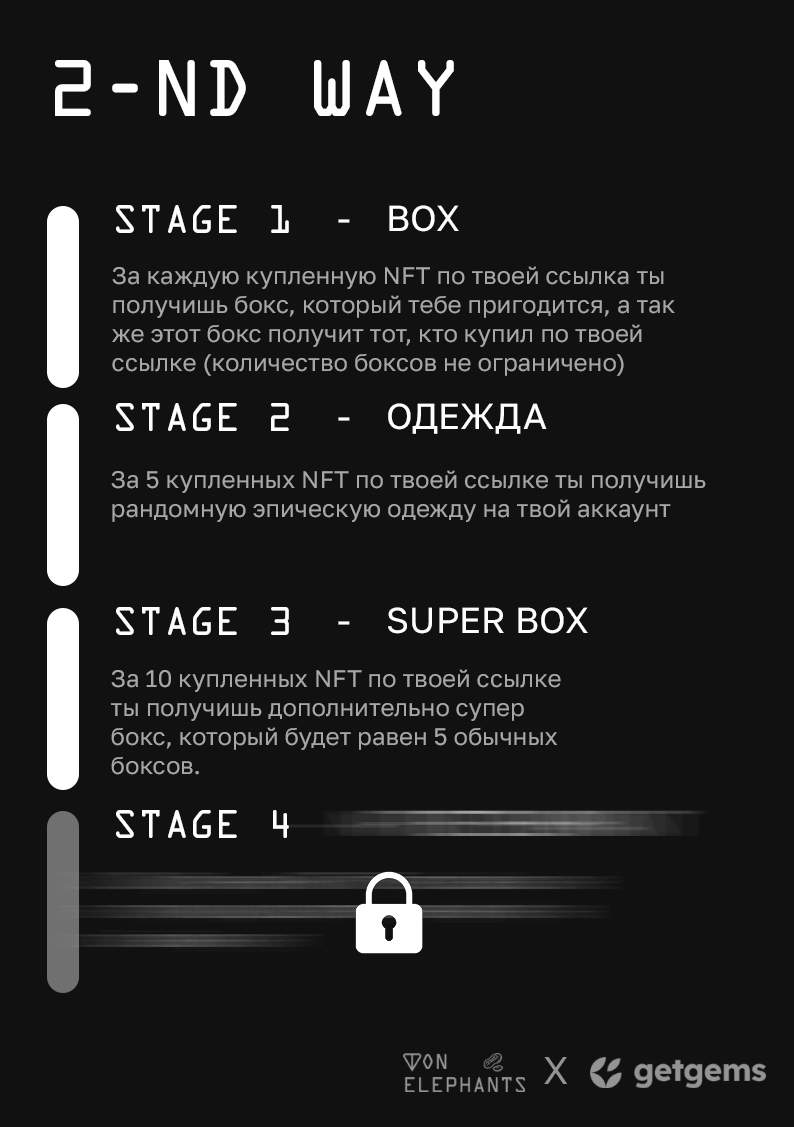 2-ND WAY
STAGE 1 - BOX
За каждую купленную NFT по твоей ссылка ты
получишь бокс, который тебе пригодится, а так
же этот бокс получит тот, кто купил по твоей
ссылке (количество боксов не ограничено)
STAGE 2 - ОДЕЖДА
За 5 купленных NFT по твоей ссылке ты получишь
рандомную эпическую одежду на твой аккаунт
STAGE 3 - SUPER BOX
За 10 купленных NFT по твоей ссылке
ты получишь дополнительно супер
бокс, который будет равен 5 обычных
боксов.
STAGE 4
TON
ELEPHANTS X getgems